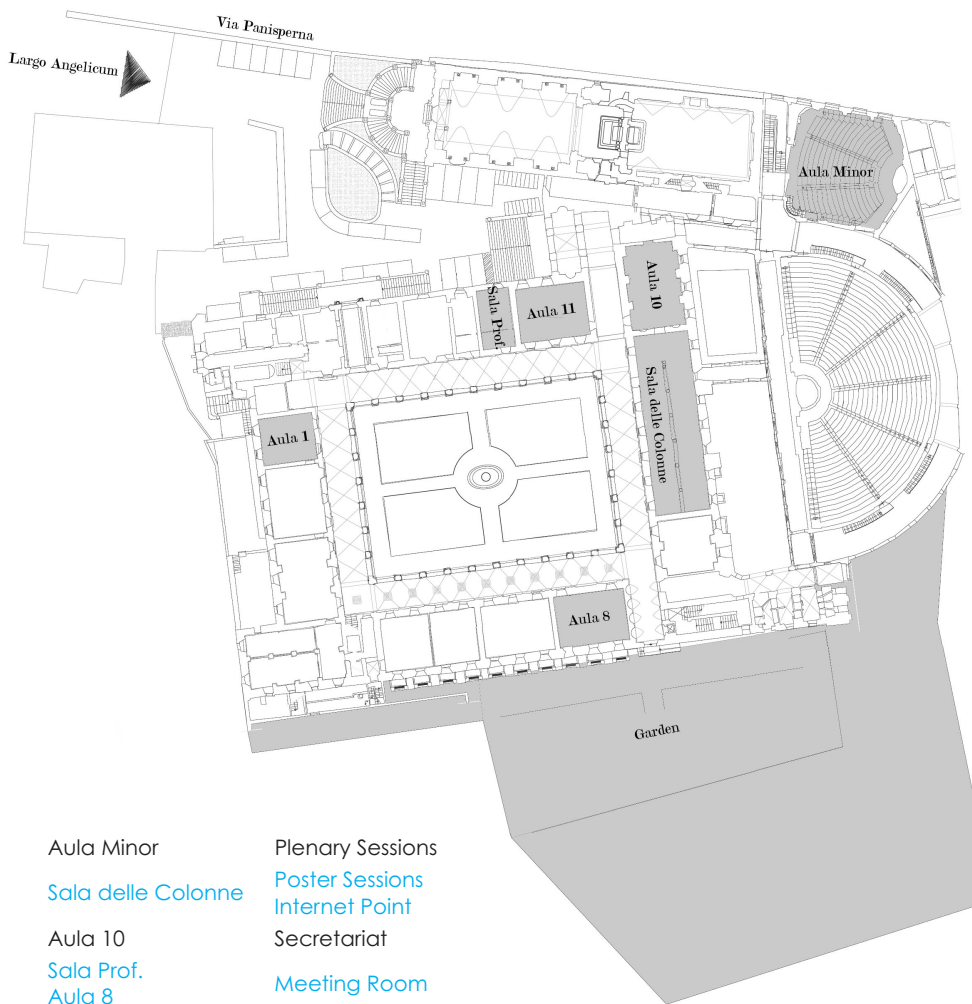 Via Panisperna
Largo Angelicum
Aula Minor
Aula 10
Sala Prof.
Aula 11
Sala delle Colonne
Aula 1
Aula 8
Garden
Aula Minor Plenary Sessions
Sala delle Colonne Poster Sessions
Internet Point
Aula 10 Secretariat
Sala Prof.
Aula 8 Meeting Room